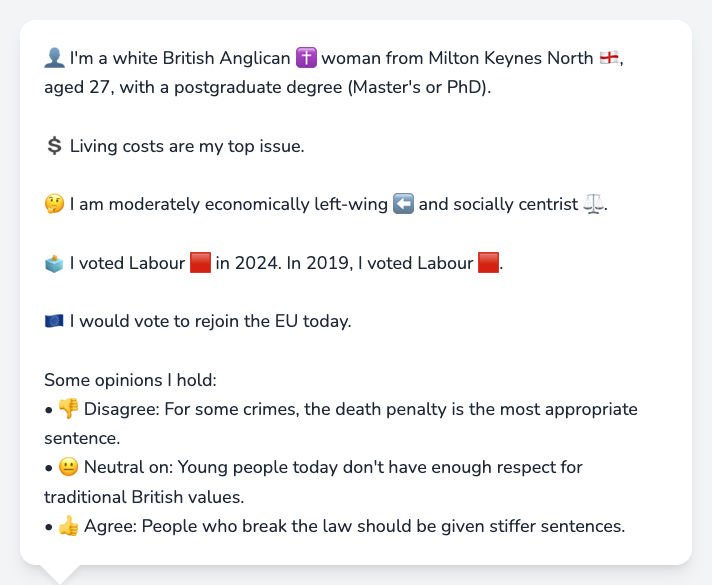 👤 I'm a white British Anglican ✝️ woman from Milton Keynes North 🏴󠁧󠁢󠁥󠁮󠁧󠁿,
aged 27, with a postgraduate degree (Master's or PhD).
💲 Living costs are my top issue.
🤔 I am moderately economically left-wing ⬅️ and socially centrist ⚖️.
🗳️ I voted Labour 🟥 in 2024. In 2019, I voted Labour 🟥.
🇪🇺 I would vote to rejoin the EU today.
Some opinions I hold:
• 👎 Disagree: For some crimes, the death penalty is the most appropriate
sentence.
• 😐 Neutral on: Young people today don't have enough respect for
traditional British values.
• 👍 Agree: People who break the law should be given stiffer sentences.